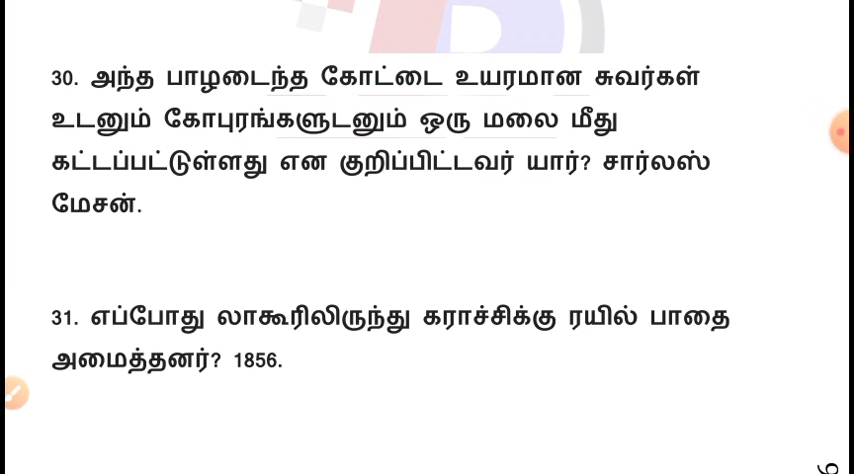 30. அந்த பாழடைந்த கோட்டை உயரமான சுவர்கள்
உடனும் கோபுரங்களுடனும் ஒரு மலை மீது
கட்டப்பட்டுள்ளது என குறிப்பிட்டவர் யார்? சார்லஸ்
மேசன்.
31. எப்போது லாகூரிலிருந்து கராச்சிக்கு ரயில் பாதை
அமைத்தனர்? 1856.